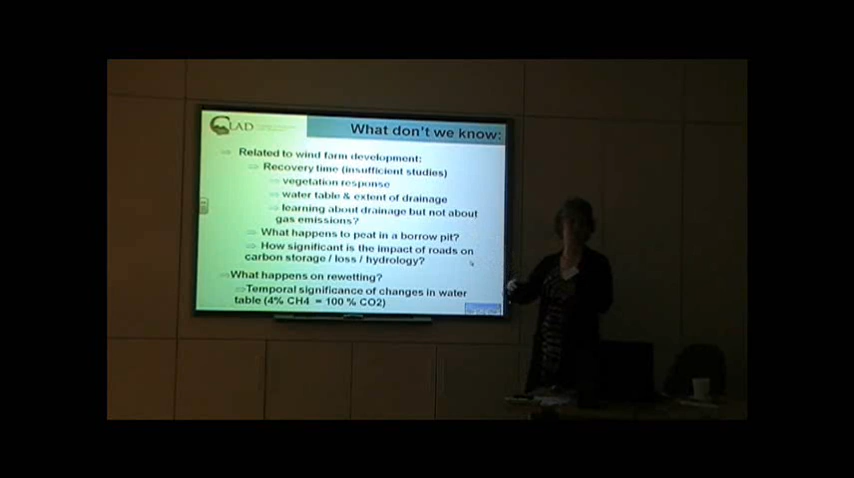 CLAD
What don't we know:
Related to wind farm development:
Recovery time (insufficient studies)
vegetation response
water table & extent of drainage
learning about drainage but not about
gas emissions?
What happens to peat in a borrow pit?
How significant is the impact of roads on
carbon storage / loss / hydrology?
What happens on rewetting?
Temporal significance of changes in water
table (4% CH4 = 100 % CO2)